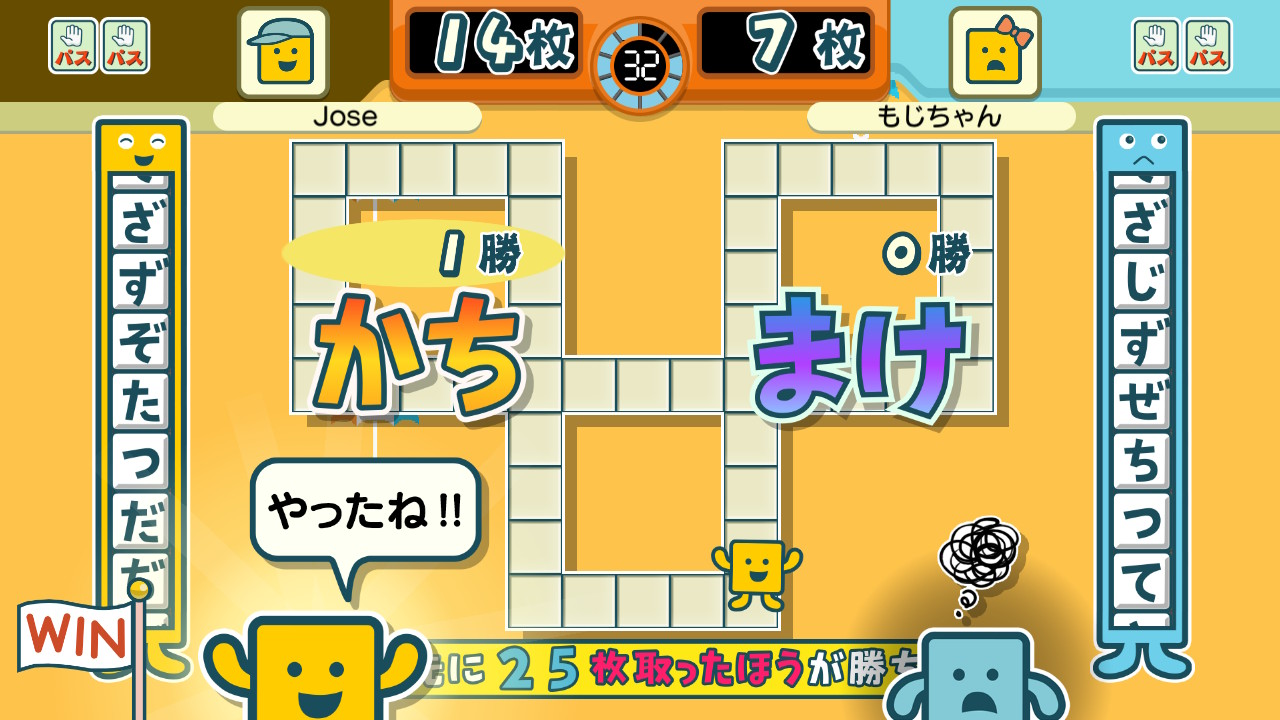 パス パス
14枚
32
7枚
パス パス
Jose
もじちゃん
ざ
ず
ぞ
た
つ
だ
ぢ
1勝
かち
0勝
まけ
ざ
じ
ず
ぜ
ち
つ
て
やったね!!
WIN
に25枚取ったほうが勝ち